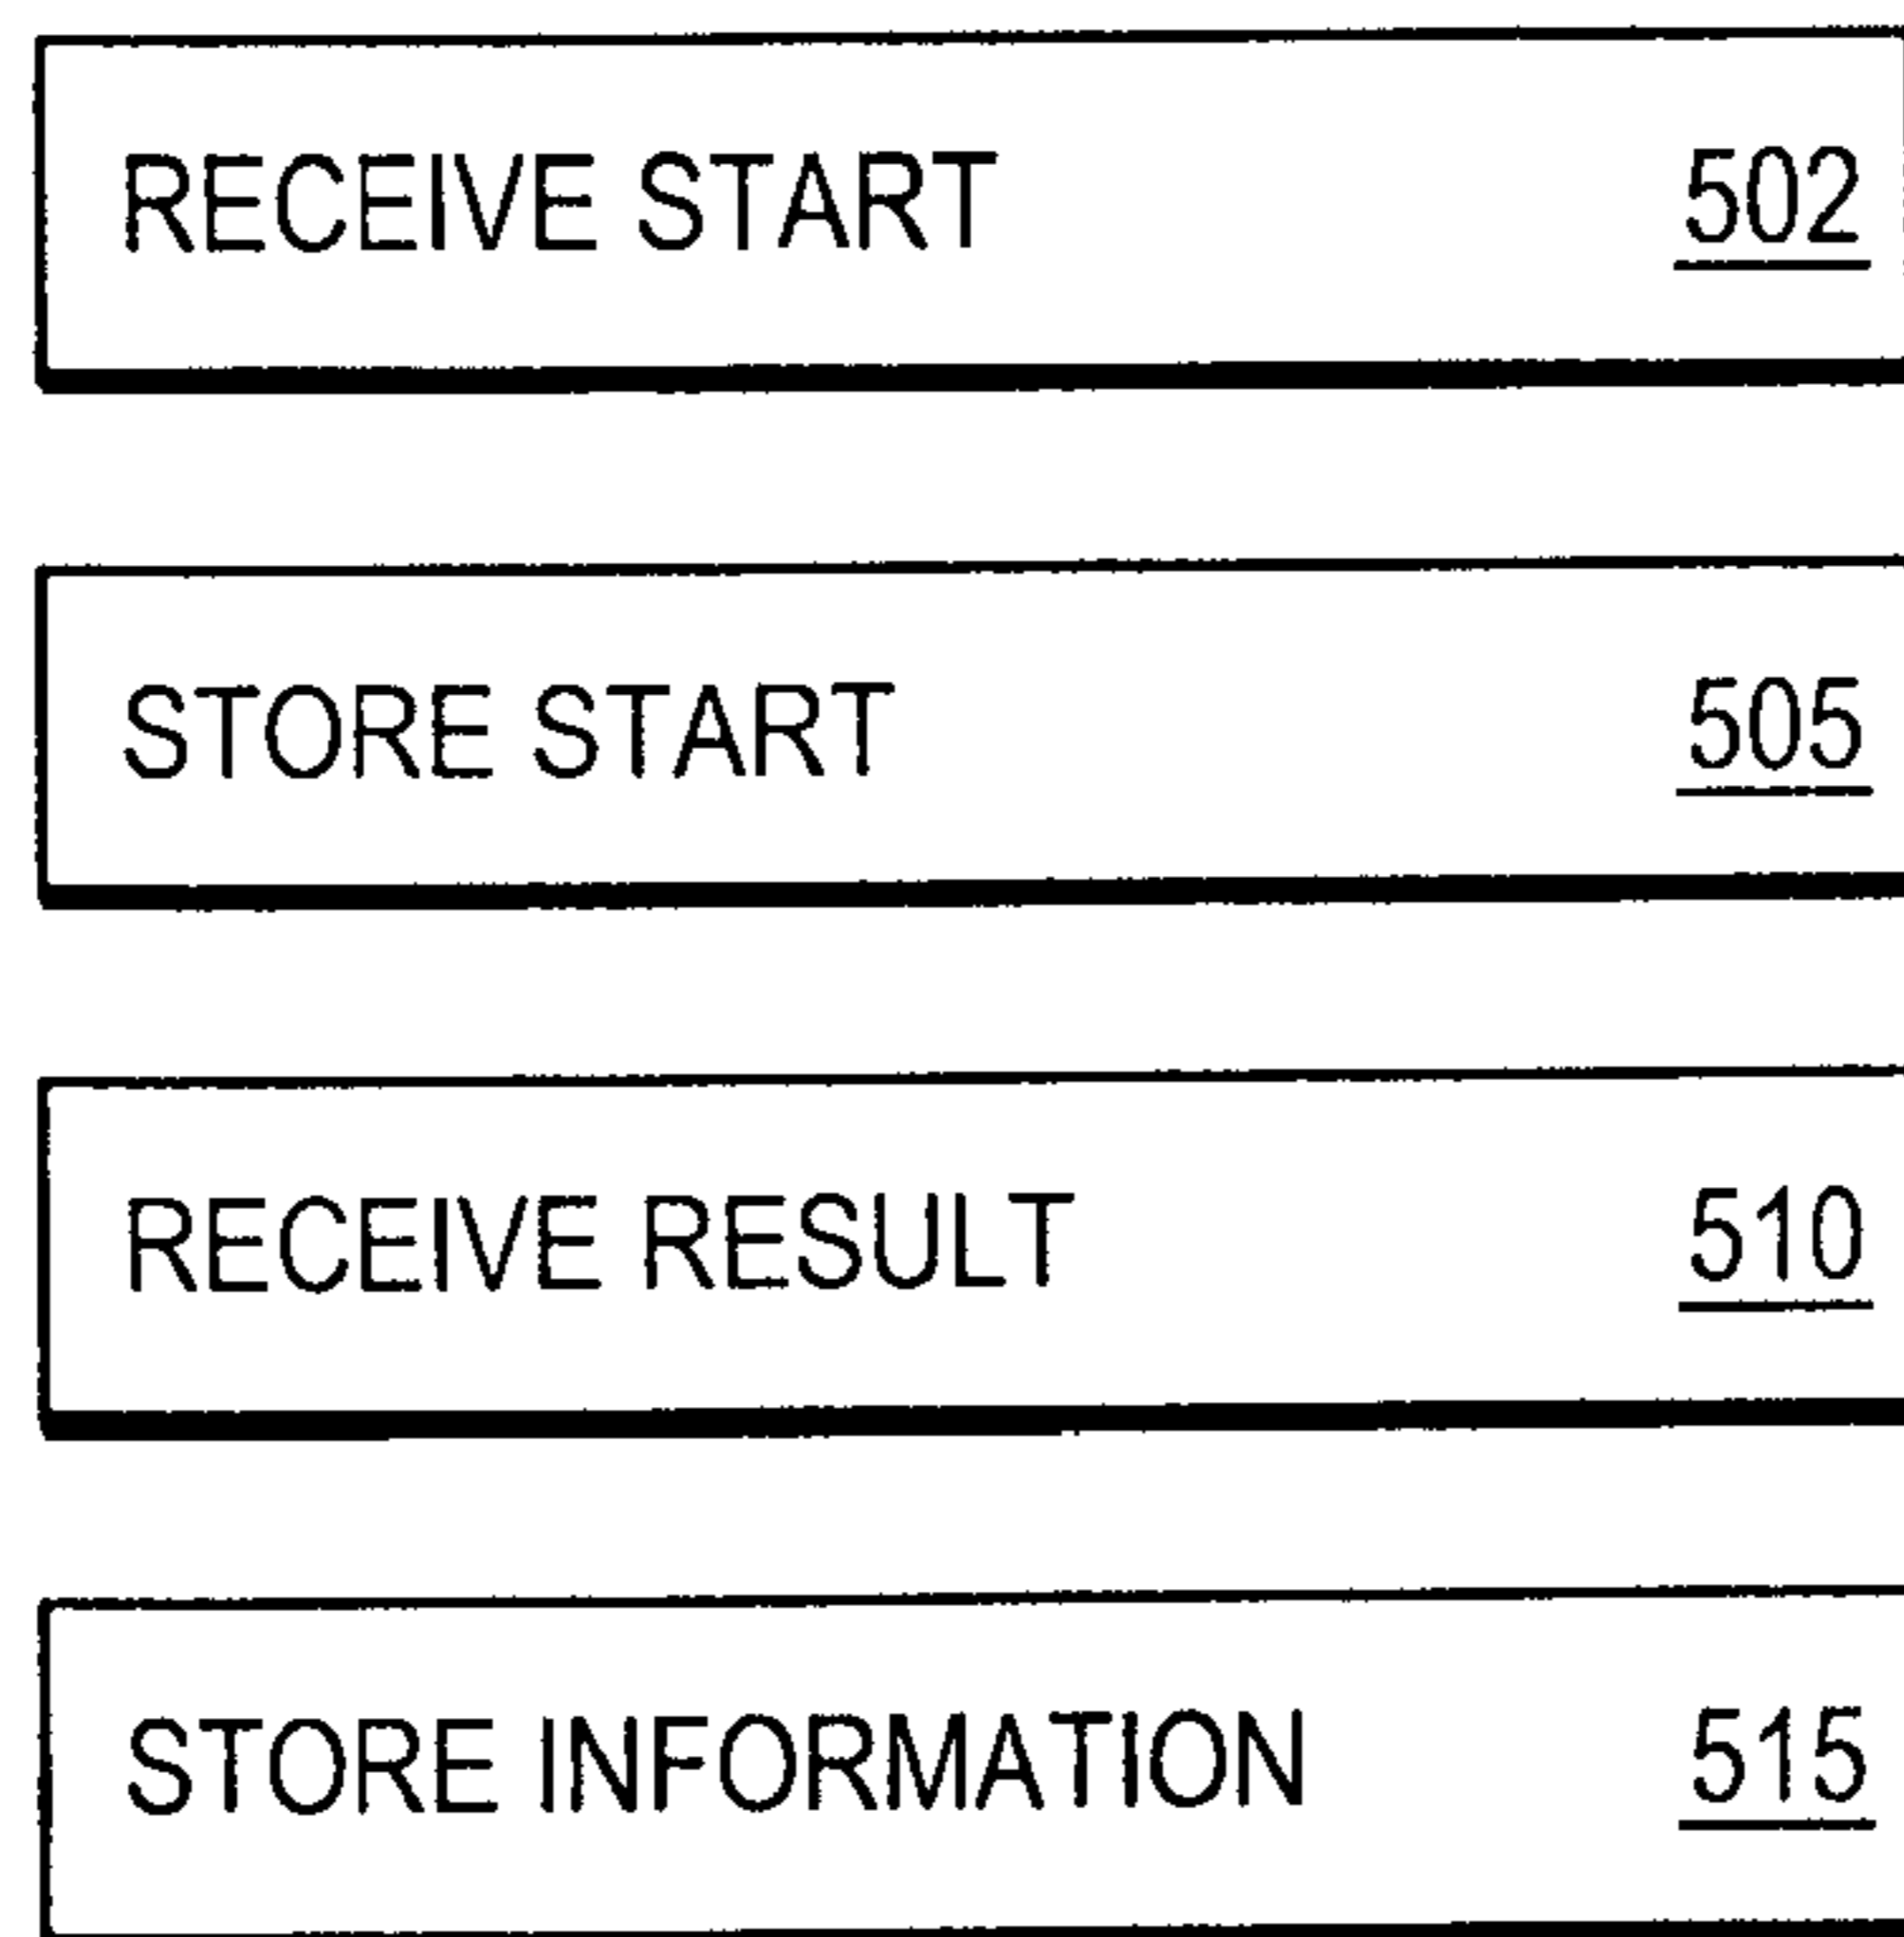 RECEIVE START 502
STORE START 505
RECEIVE RESULT 510
STORE INFORMATION 515